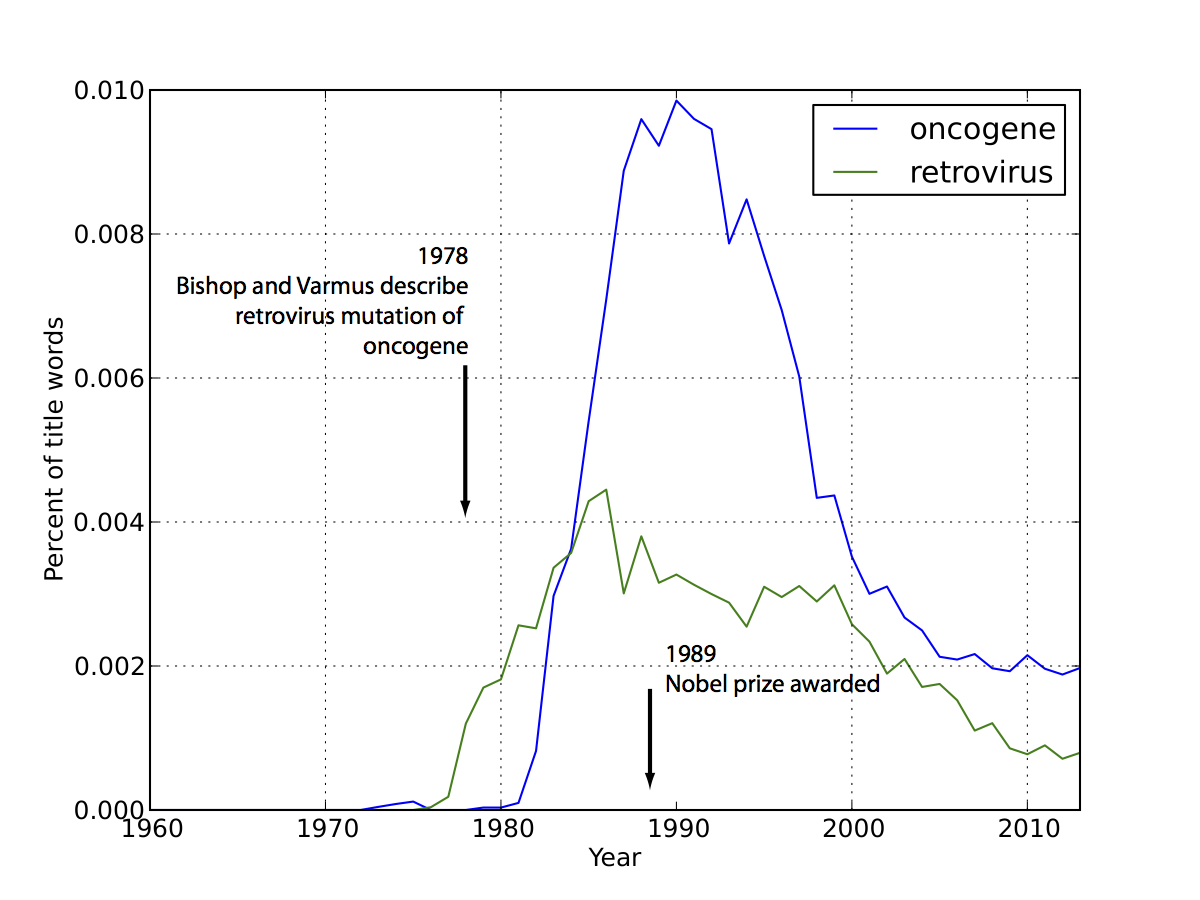 0.010
oncogene
retrovirus
0.008
1978
Bishop and Varmus describe
retrovirus mutation of
oncogene
0.006
Percent of title words
0.004
1989
Nobel prize awarded
0.002
0.000
1960 1970 1980 1990 2000 2010
Year